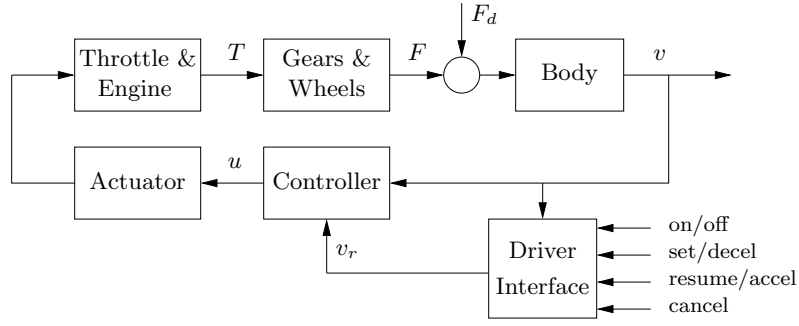 F_d
Throttle &
Engine
T
Gears &
Wheels
F
Body
v
Actuator
u
Controller
v_r
Driver
Interface
on/off
set/decel
resume/accel
cancel